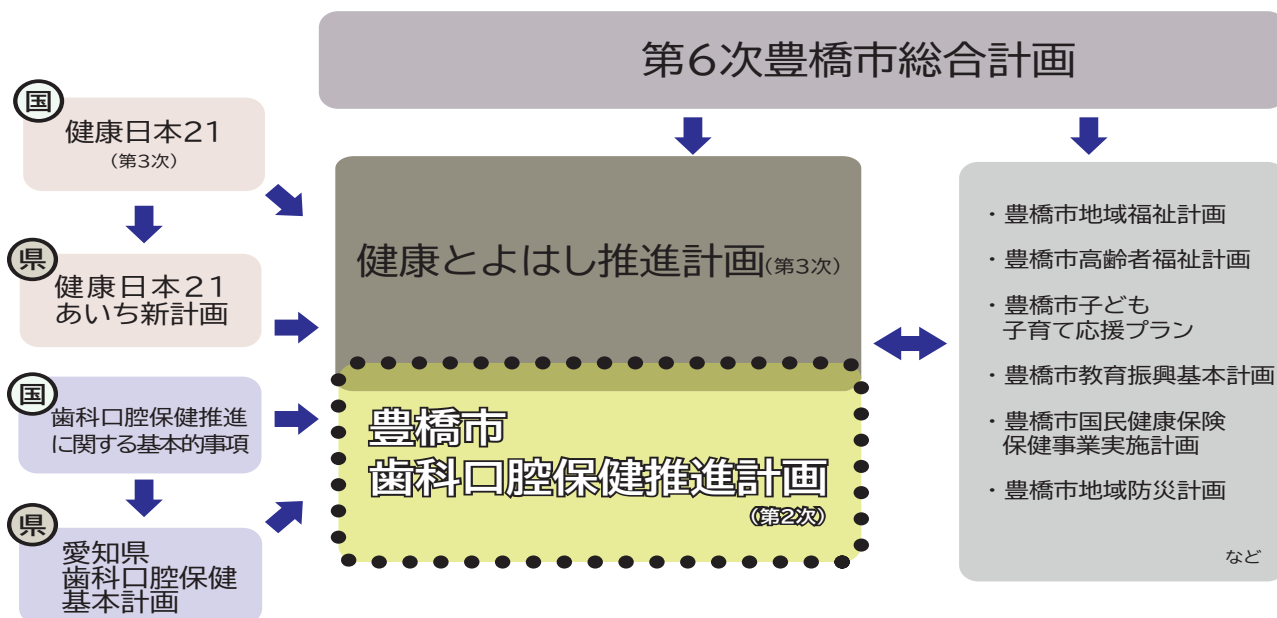 第6次豊橋市総合計画
国
健康日本21
(第3次)
県
健康日本21
あいち新計画
国
歯科口腔保健推進
に関する基本的事項
県
愛知県
歯科口腔保健
基本計画
健康とよはし推進計画(第3次)
豊橋市
歯科口腔保健推進計画
(第2次)
・豊橋市地域福祉計画
・豊橋市高齢者福祉計画
・豊橋市子ども
子育て応援プラン
・豊橋市教育振興基本計画
・豊橋市国民健康保険
保健事業実施計画
・豊橋市地域防災計画
など